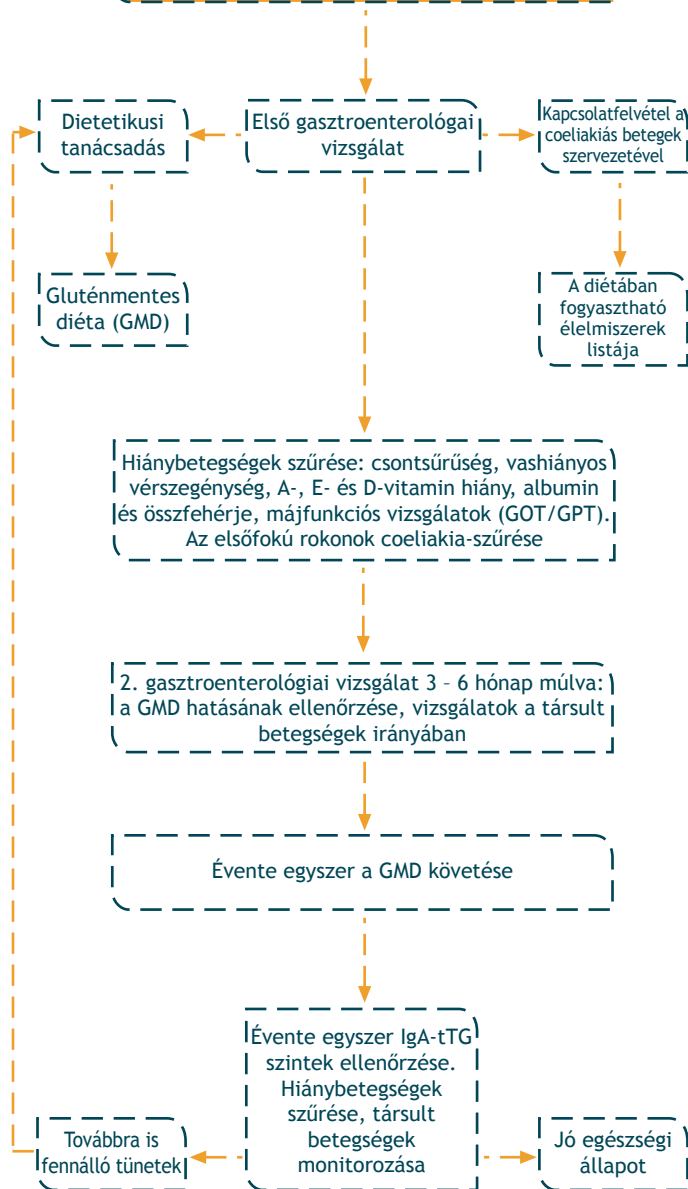 Dietetikusi
tanácsadás
Első gasztroenterológai
vizsgálat
Kapcsolatfelvétel a
coeliakiás betegek
szervezetével
Gluténmentes
diéta (GMD)
A diétában
fogyasztható
élelmiszerek
listája
Hiánybetegségek szűrése: csontsűrűség, vashiányos
vérszegénység, A-, E- és D-vitamin hiány, albumin
és összfehérje, májfunkciós vizsgálatok (GOT/GPT).
Az elsőfokú rokonok coeliakia-szűrése
2. gasztroenterológiai vizsgálat 3 - 6 hónap múlva:
a GMD hatásának ellenőrzése, vizsgálatok a társult
betegségek irányában
Évente egyszer a GMD követése
Évente egyszer IgA-tTG
szintek ellenőrzése.
Hiánybetegségek
szűrése, társult
betegségek
monitorozása
Továbbra is
fennálló tünetek
Jó egészségi
állapot